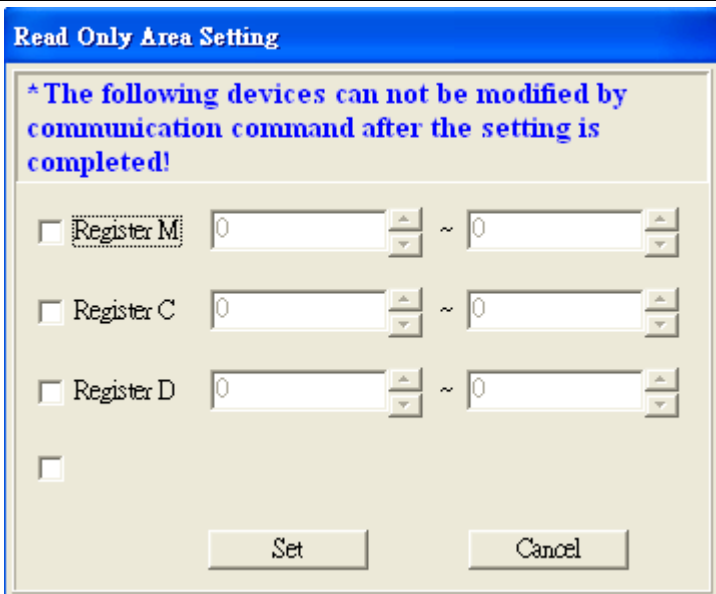 Read Only Area Setting
*The following devices can not be modified by
communication command after the setting is
completed!
Register M 0 ~ 0
Register C 0 ~ 0
Register D 0 ~ 0
Set Cancel